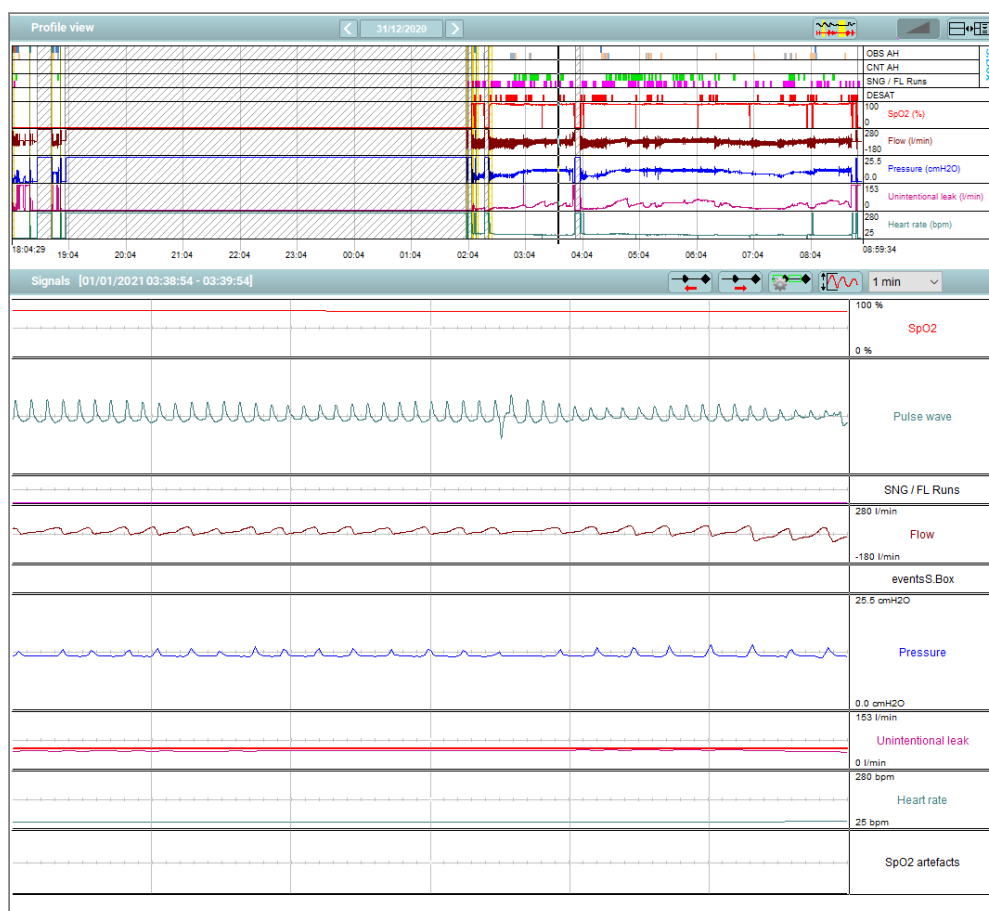 Profile view
31/12/2020
OBS AH
CNT AH
SNG / FL Runs
DESAT
100
SpO2 (%)
0
280
Flow (l/min)
-180
25.5
Pressure (cmH2O)
0.0
153
Unintentional leak (l/min)
0
280
Heart rate (bpm)
25
18:04:29 19:04 20:04 21:04 22:04 23:04 00:04 01:04 02:04 03:04 04:04 05:04 06:04 07:04 08:04 08:59:34
Signals [01/01/2021 03:38:54 - 03:39:54]
1 min
100 %
SpO2
0 %
Pulse wave
SNG / FL Runs
280 l/min
Flow
-180 l/min
eventsS.Box
25.5 cmH2O
Pressure
0.0 cmH2O
153 l/min
Unintentional leak
0 l/min
280 bpm
Heart rate
25 bpm
SpO2 artefacts